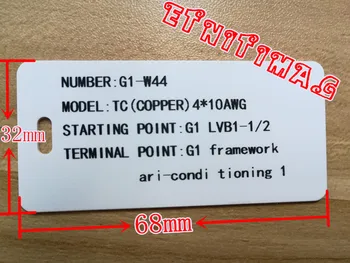 ETNITIMAG
NUMBER:G1-W44
MODEL:TC(COPPER)4*10AWG
STARTING POINT:G1 LVB1-1/2
TERMINAL POINT:G1 framework
ari-condi tioning 1
32mm
68mm